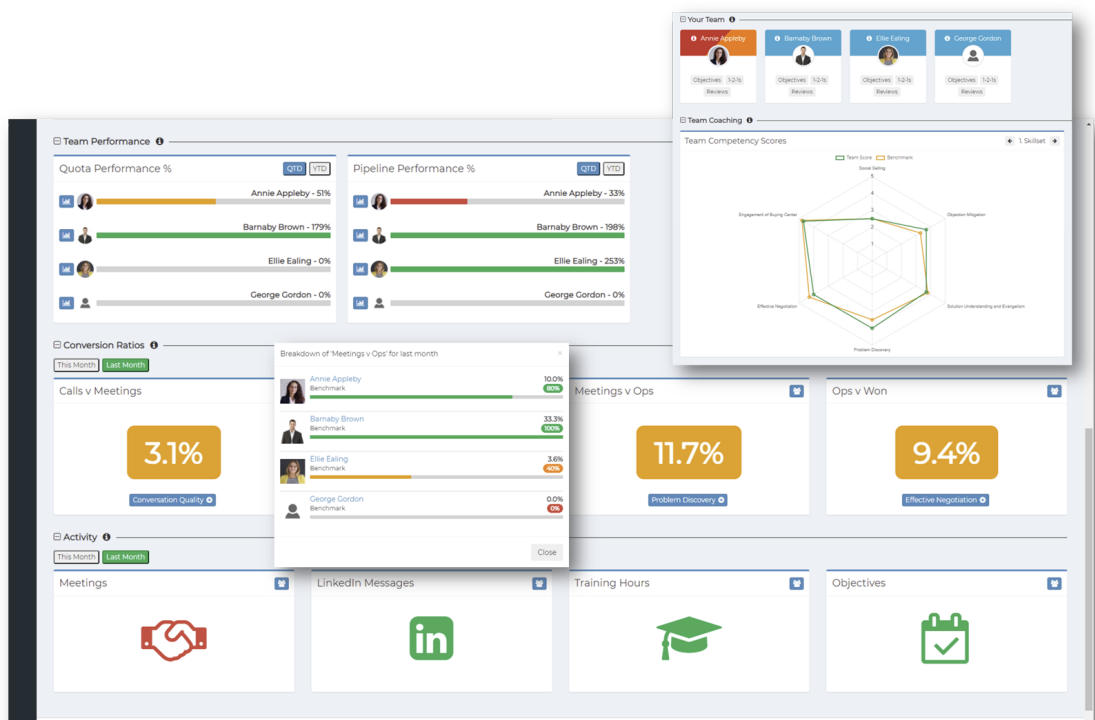 Your Team
Annie Appleby
Barnaby Brown
Ellie Ealing
George Gordon
Objectives 1-2-1s
Reviews
Objectives 1-2-1s
Reviews
Objectives 1-2-1s
Reviews
Objectives 1-2-1s
Reviews
Team Coaching
Team Competency Scores
1. Skillset
Team Score Benchmark
Social Selling
5
4
3
2
1
Engagement of Buying Center
Objection Mitigation
Effective Negotiation
Solution Understanding and Evangelism
Problem Discovery
Team Performance
Quota Performance %
QTD YTD
Annie Appleby - 51%
Barnaby Brown - 179%
Ellie Ealing - 0%
George Gordon - 0%
Pipeline Performance %
QTD YTD
Annie Appleby - 33%
Barnaby Brown - 198%
Ellie Ealing - 253%
George Gordon - 0%
Conversion Ratios
This Month Last Month
Calls v Meetings
3.1%
Conversation Quality
Breakdown of 'Meetings v Ops' for last month
×
Annie Appleby 10.0%
Benchmark 80%
Barnaby Brown 33.3%
Benchmark 100%
Ellie Ealing 3.6%
Benchmark 40%
George Gordon 0.0%
Benchmark 0%
Close
Meetings v Ops
11.7%
Problem Discovery
Ops v Won
9.4%
Effective Negotiation
Activity
This Month Last Month
Meetings
LinkedIn Messages
in
Training Hours
Objectives